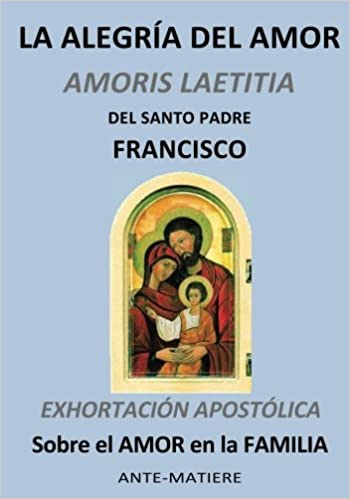 LA ALEGRÍA DEL AMOR
AMORIS LAETITIA
DEL SANTO PADRE
FRANCISCO
EXHORTACIÓN APOSTÓLICA
Sobre el AMOR en la FAMILIA
ANTE-MATIERE